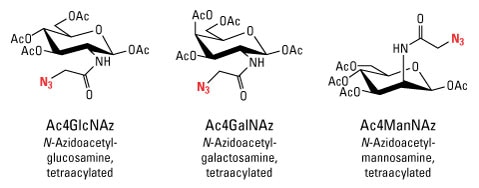 OAc
AcO
AcO
O
OAc
NH
N3
O
Ac4GlcNAz
N-Azidoacetyl-
glucosamine,
tetraacylated
AcO
OAc
AcO
O
OAc
NH
N3
O
Ac4GalNAz
N-Azidoacetyl-
galactosamine,
tetraacylated
O
N3
HN
AcO
AcO
AcO
O
OAc
Ac4ManNAz
N-Azidoacetyl-
mannosamine,
tetraacylated